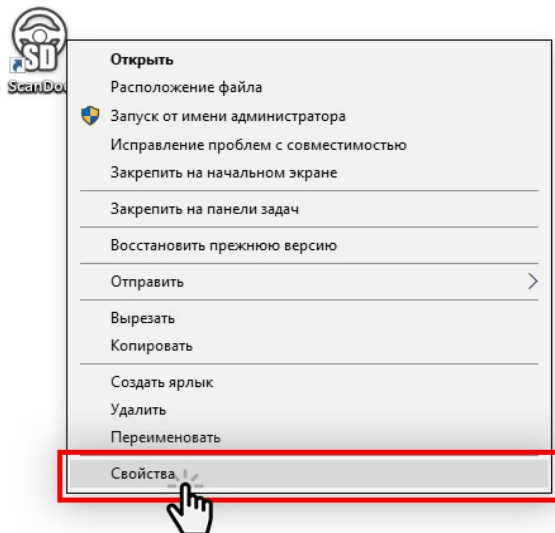 SD
Открыть
Расположение файла
Запуск от имени администратора
Исправление проблем с совместимостью
Закрепить на начальном экране
Закрепить на панели задач
Восстановить прежнюю версию
Отправить
Вырезать
Копировать
Создать ярлык
Удалить
Переименовать
Свойства